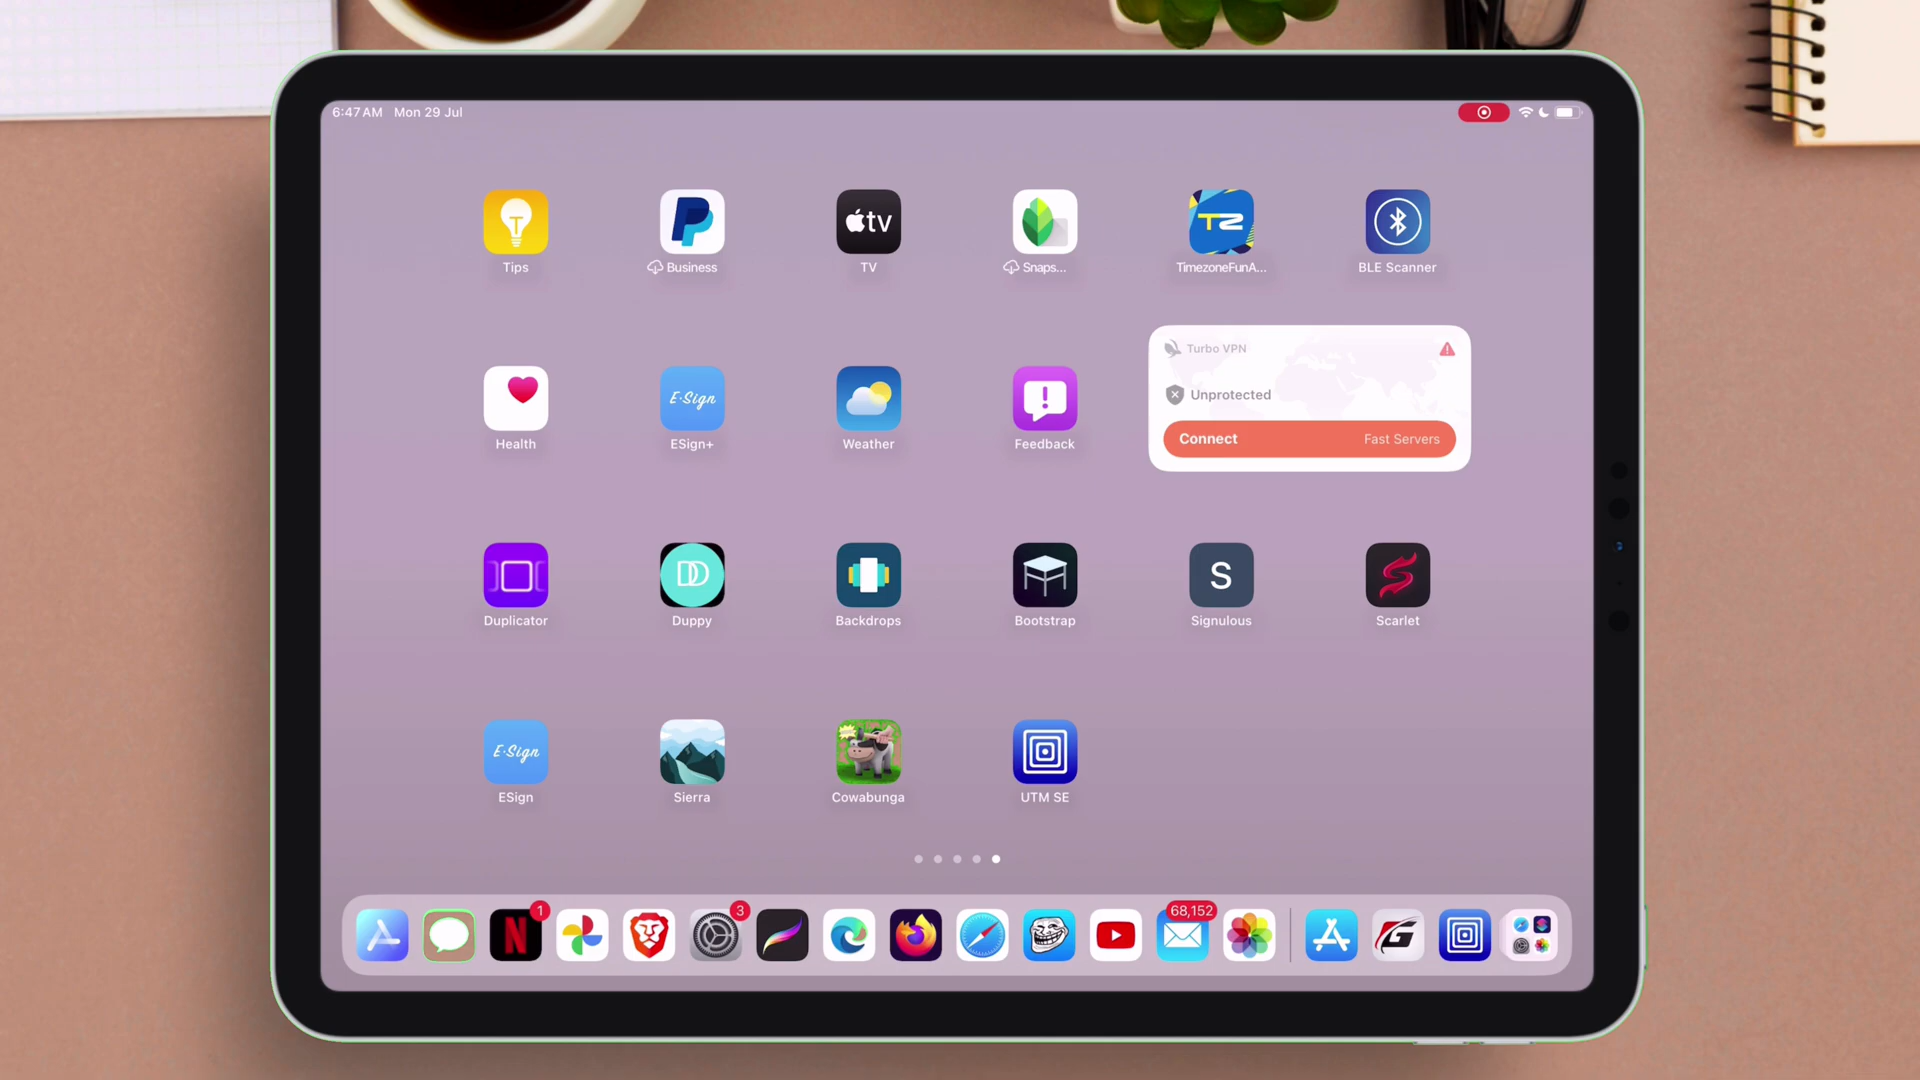 6:47 AM Mon 29 Jul
T
tv
TZ
Tips
Business
TV
Snaps...
TimezoneFunA...
BLE Scanner
Turbo VPN
Unprotected
E·Sign
Connect Fast Servers
Health
ESign+
Weather
Feedback
S
Duplicator
Duppy
Backdrops
Bootstrap
Signulous
Scarlet
E·Sign
ESign
Sierra
Cowabunga
UTM SE
1
3
68,152
N
G